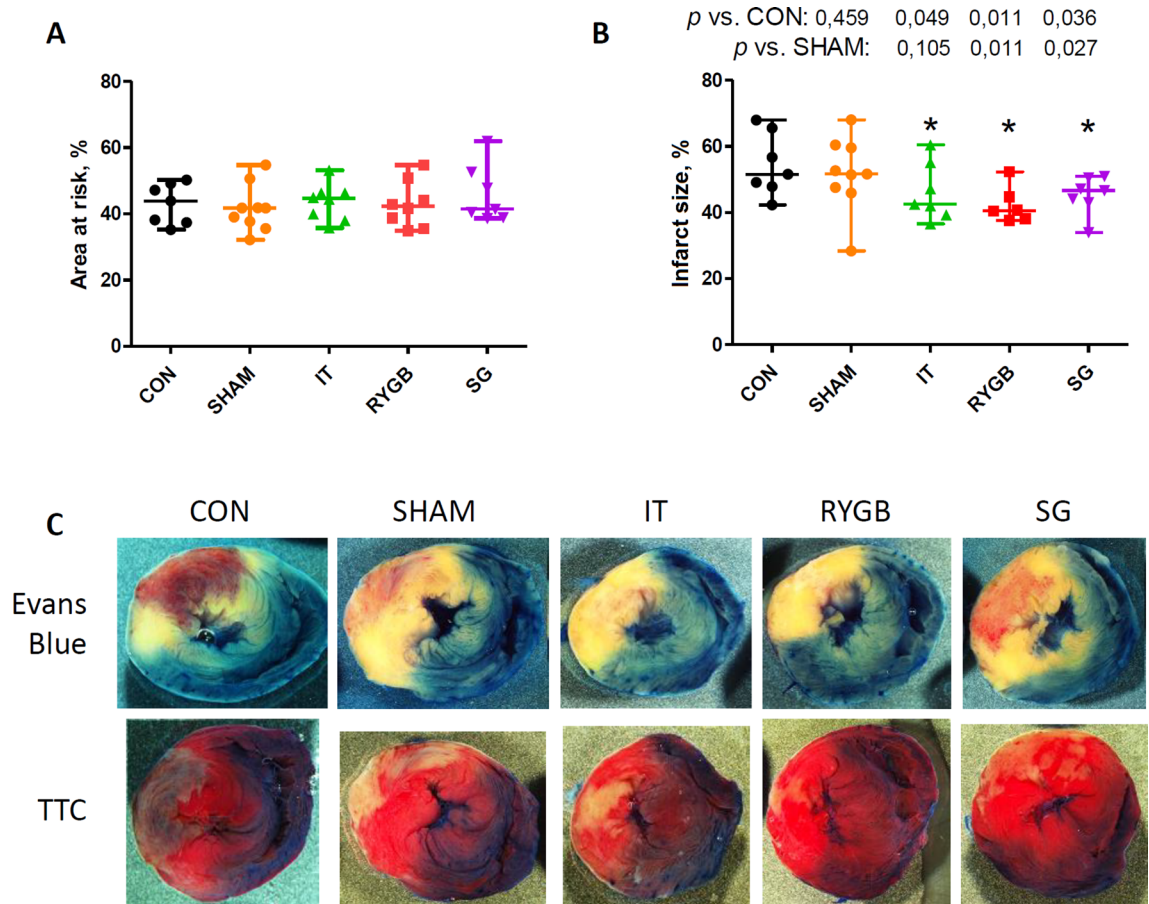 A
Area at risk, %
80
60
40
20
0
CON
SHAM
IT
RYGB
SG
B
p vs. CON: 0,459 0,049 0,011 0,036
p vs. SHAM: 0,105 0,011 0,027
Infarct size, %
80
60
40
20
0
* * *
CON
SHAM
IT
RYGB
SG
C
CON SHAM IT RYGB SG
Evans
Blue
TTC